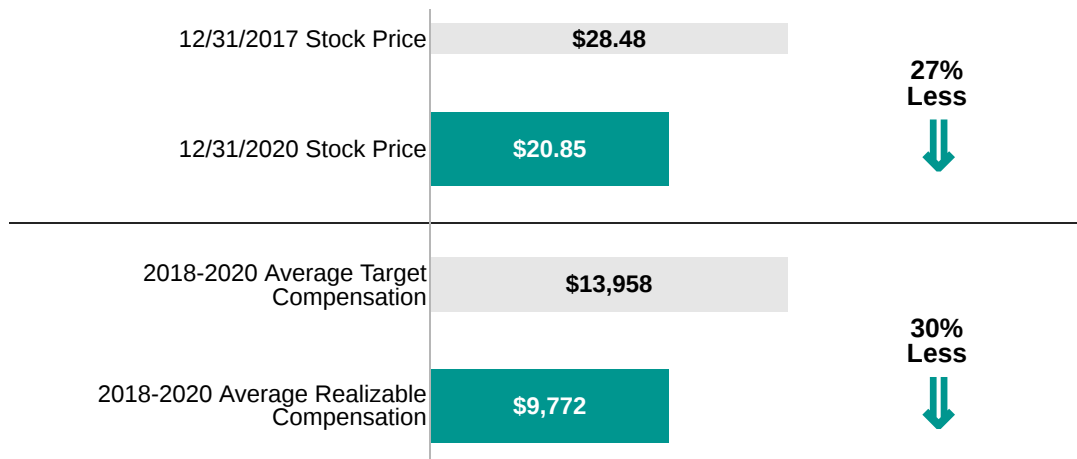 12/31/2017 Stock Price
$28.48
27%
Less
12/31/2020 Stock Price
$20.85
2018-2020 Average Target
Compensation
$13,958
30%
Less
2018-2020 Average Realizable
Compensation
$9,772